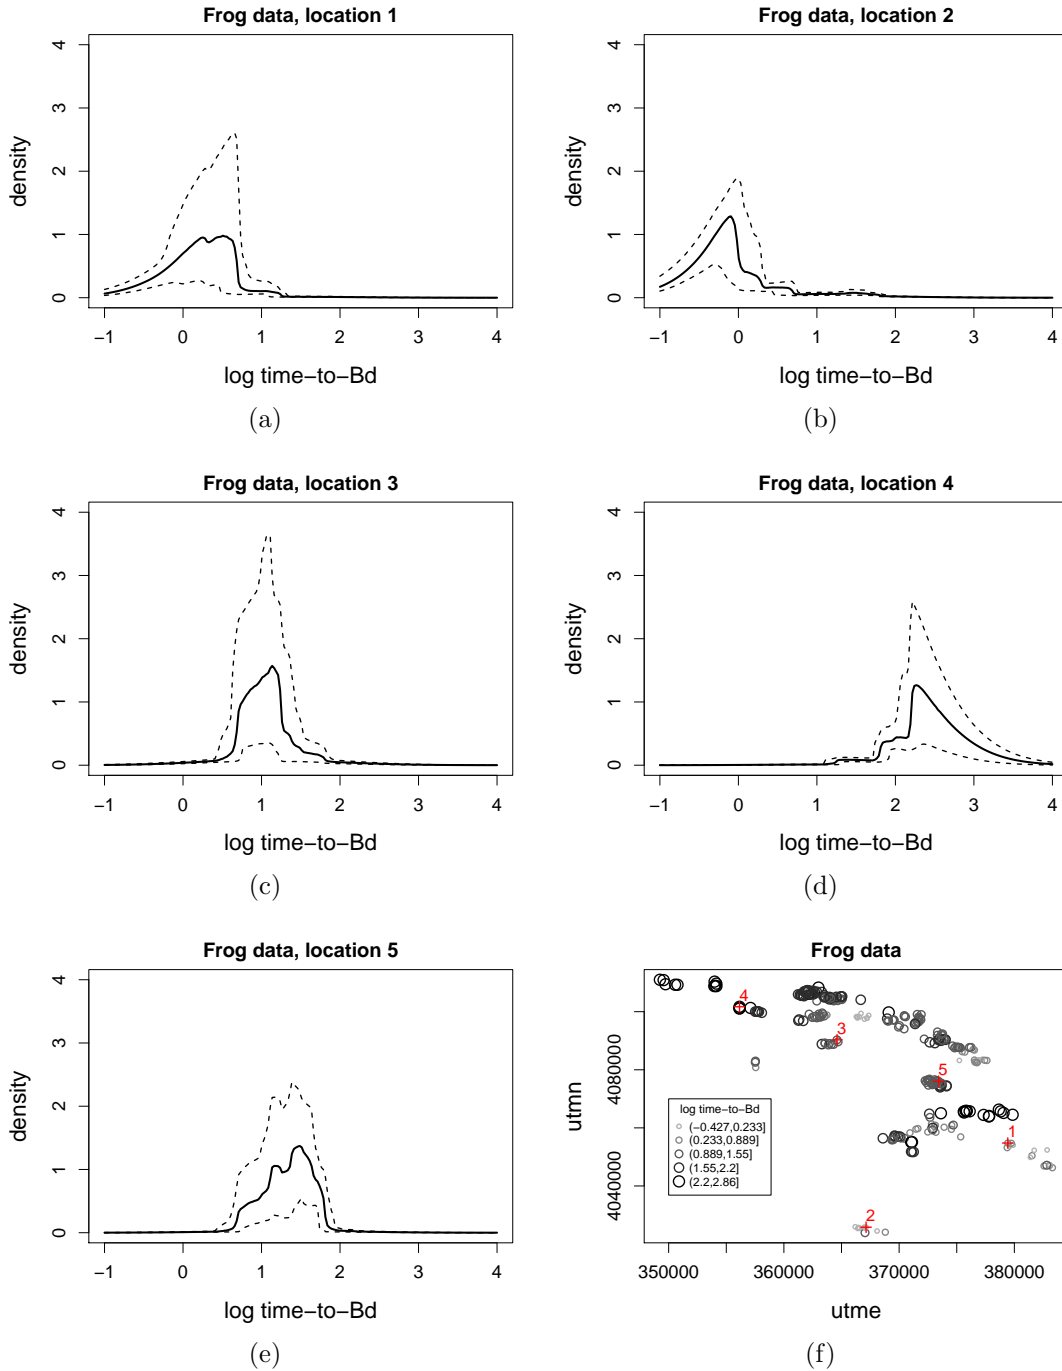 Frog data, location 1
density
0 1 2 3 4
−1 0 1 2 3 4
log time−to−Bd
(a)
Frog data, location 2
density
0 1 2 3 4
−1 0 1 2 3 4
log time−to−Bd
(b)
Frog data, location 3
density
0 1 2 3 4
−1 0 1 2 3 4
log time−to−Bd
(c)
Frog data, location 4
density
0 1 2 3 4
−1 0 1 2 3 4
log time−to−Bd
(d)
Frog data, location 5
density
0 1 2 3 4
−1 0 1 2 3 4
log time−to−Bd
(e)
Frog data
utmn
4040000 4080000
4
3
5
1
2
log time−to−Bd
(−0.427,0.233]
(0.233,0.889]
(0.889,1.55]
(1.55,2.2]
(2.2,2.86]
350000 360000 370000 380000
utme
(f)